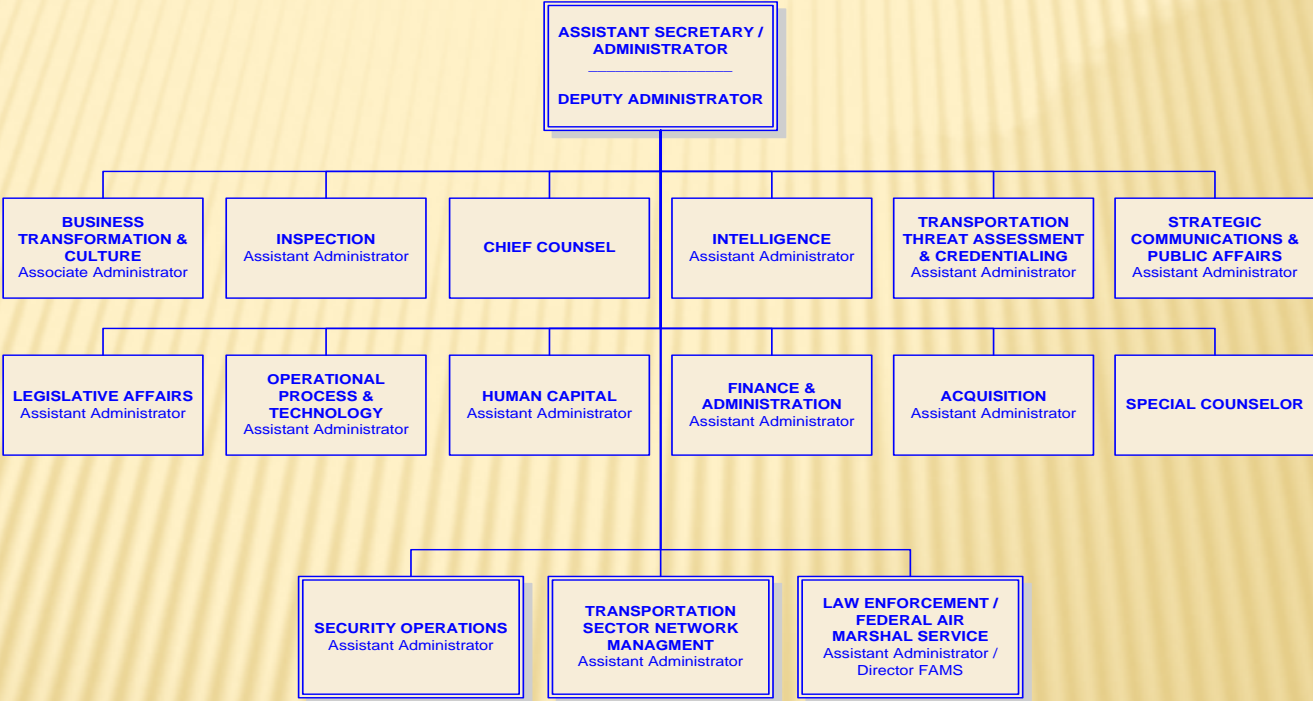 ASSISTANT SECRETARY /
ADMINISTRATOR
DEPUTY ADMINISTRATOR
BUSINESS
TRANSFORMATION &
CULTURE
Associate Administrator
INSPECTION
Assistant Administrator
CHIEF COUNSEL
INTELLIGENCE
Assistant Administrator
TRANSPORTATION
THREAT ASSESSMENT
& CREDENTIALING
Assistant Administrator
STRATEGIC
COMMUNICATIONS &
PUBLIC AFFAIRS
Assistant Administrator
LEGISLATIVE AFFAIRS
Assistant Administrator
OPERATIONAL
PROCESS &
TECHNOLOGY
Assistant Administrator
HUMAN CAPITAL
Assistant Administrator
FINANCE &
ADMINISTRATION
Assistant Administrator
ACQUISITION
Assistant Administrator
SPECIAL COUNSELOR
SECURITY OPERATIONS
Assistant Administrator
TRANSPORTATION
SECTOR NETWORK
MANAGMENT
Assistant Administrator
LAW ENFORCEMENT /
FEDERAL AIR
MARSHAL SERVICE
Assistant Administrator /
Director FAMS